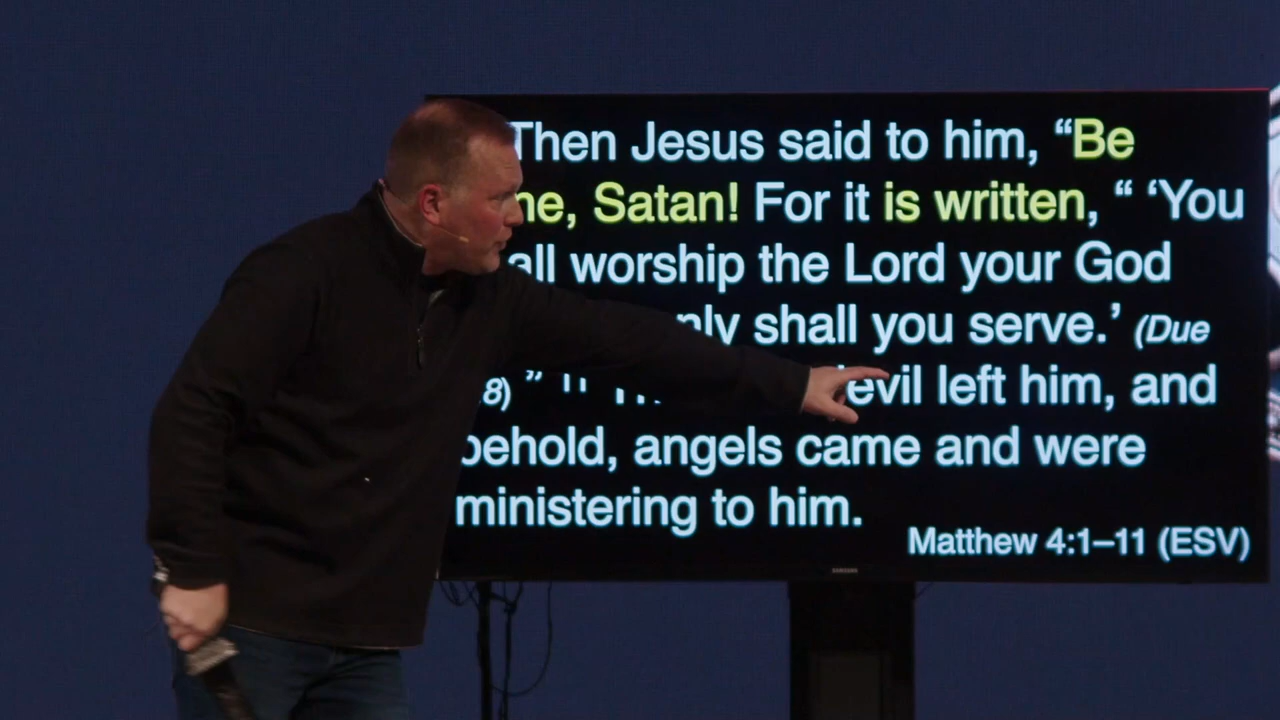 Then Jesus said to him, “Be
me, Satan! For it is written, “ ‘You
all worship the Lord your God
nly shall you serve.’ (Due
8) ” evil left him, and
behold, angels came and were
ministering to him.
Matthew 4:1–11 (ESV)
SAMSUNG